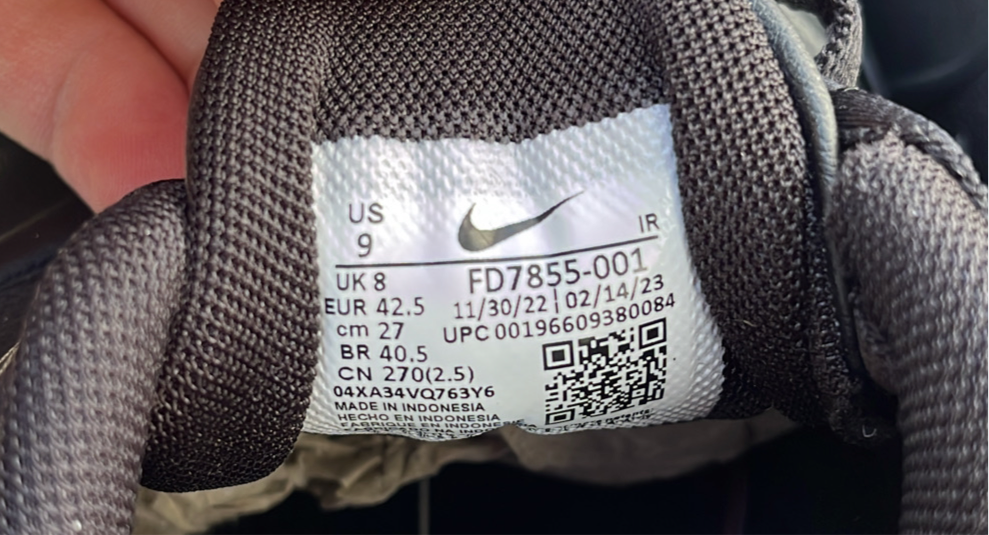 US
9
IR
UK 8
FD7855-001
EUR 42.5
11/30/22 | 02/14/23
cm 27
UPC 00196609380084
BR 40.5
CN 270(2.5)
04XA34VQ763Y6
MADE IN INDONESIA
HECHO EN INDONESIA
FABRIQUE EN INDONESIE